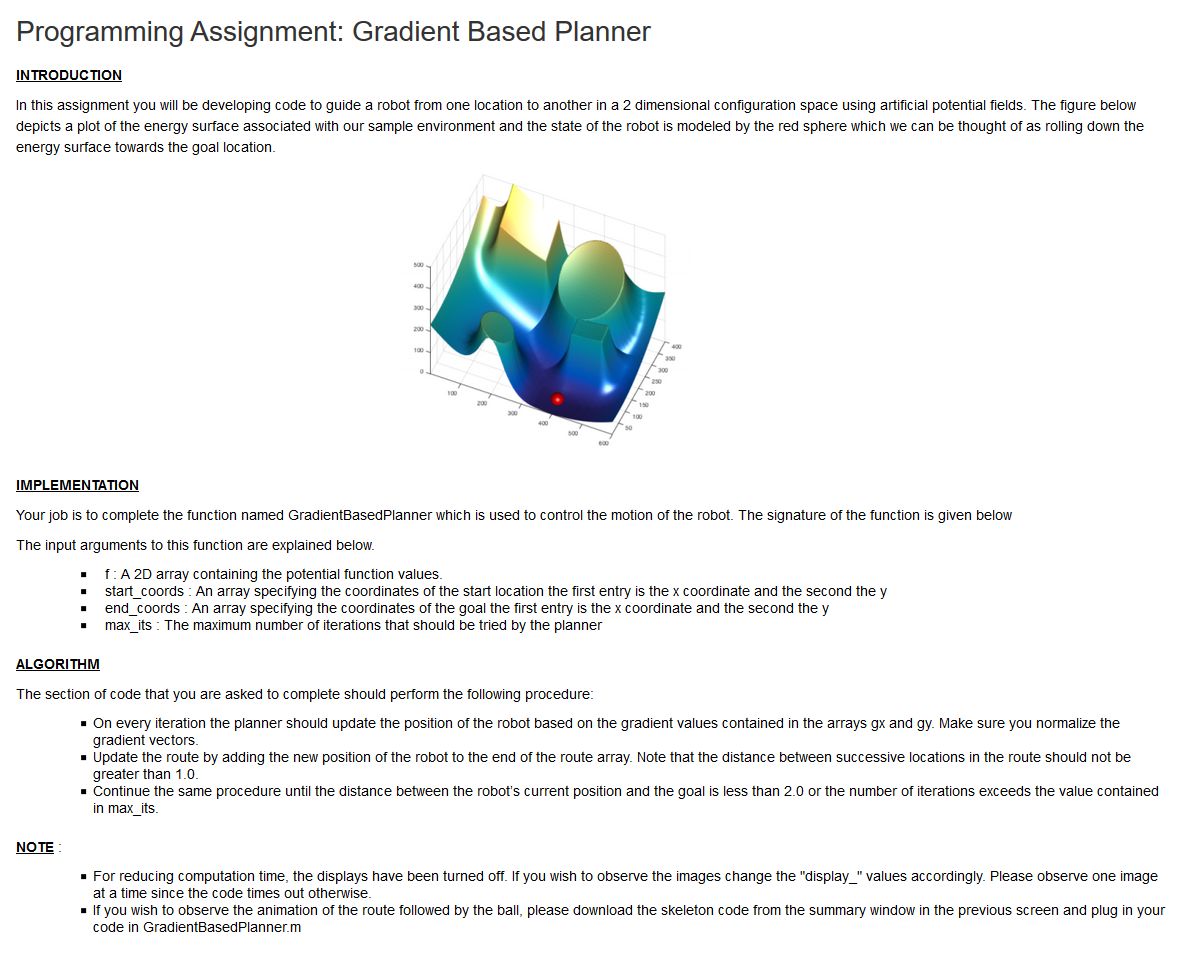 Programming Assignment: Gradient Based Planner
INTRODUCTION
In this assignment you will be developing code to guide a robot from one location to another in a 2 dimensional configuration space using artificial potential fields. The figure below
depicts a plot of the energy surface associated with our sample environment and the state of the robot is modeled by the red sphere which we can be thought of as rolling down the
energy surface towards the goal location.
500
400
300
200
100
0
100
200
300
400
500
600
400
350
300
250
200
150
100
50
IMPLEMENTATION
Your job is to complete the function named GradientBasedPlanner which is used to control the motion of the robot. The signature of the function is given below
The input arguments to this function are explained below.
▪ f : A 2D array containing the potential function values.
▪ start_coords : An array specifying the coordinates of the start location the first entry is the x coordinate and the second the y
▪ end_coords : An array specifying the coordinates of the goal the first entry is the x coordinate and the second the y
▪ max_its : The maximum number of iterations that should be tried by the planner
ALGORITHM
The section of code that you are asked to complete should perform the following procedure:
▪ On every iteration the planner should update the position of the robot based on the gradient values contained in the arrays gx and gy. Make sure you normalize the
gradient vectors.
▪ Update the route by adding the new position of the robot to the end of the route array. Note that the distance between successive locations in the route should not be
greater than 1.0.
▪ Continue the same procedure until the distance between the robot's current position and the goal is less than 2.0 or the number of iterations exceeds the value contained
in max_its.
NOTE :
▪ For reducing computation time, the displays have been turned off. If you wish to observe the images change the "display_" values accordingly. Please observe one image
at a time since the code times out otherwise.
▪ If you wish to observe the animation of the route followed by the ball, please download the skeleton code from the summary window in the previous screen and plug in your
code in GradientBasedPlanner.m